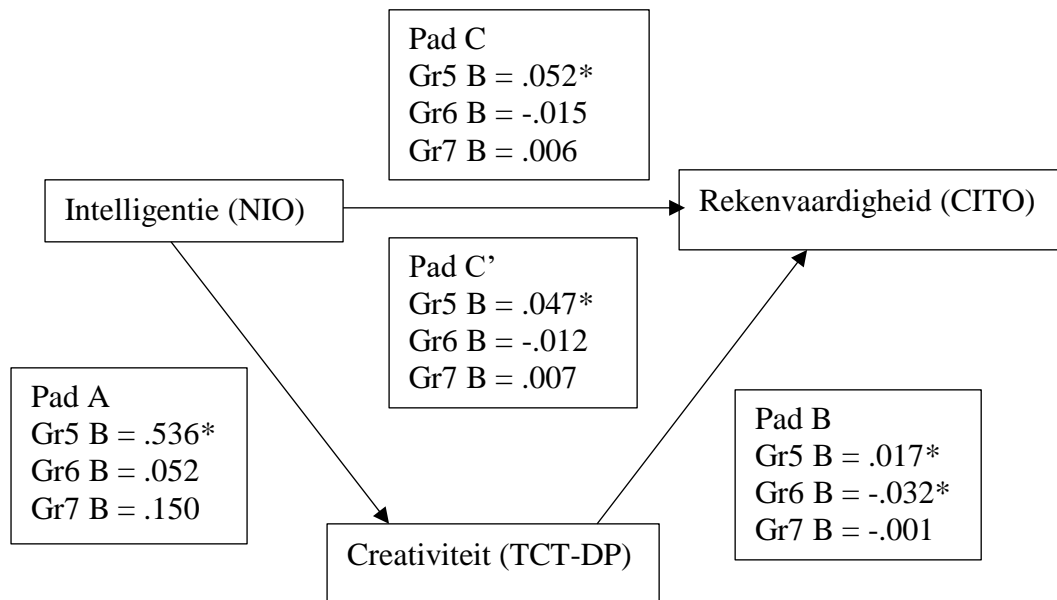 Pad C
Gr5 B = .052*
Gr6 B = -.015
Gr7 B = .006
Intelligentie (NIO)
Rekenvaardigheid (CITO)
Pad C’
Gr5 B = .047*
Gr6 B = -.012
Gr7 B = .007
Pad A
Gr5 B = .536*
Gr6 B = .052
Gr7 B = .150
Pad B
Gr5 B = .017*
Gr6 B = -.032*
Gr7 B = -.001
Creativiteit (TCT-DP)